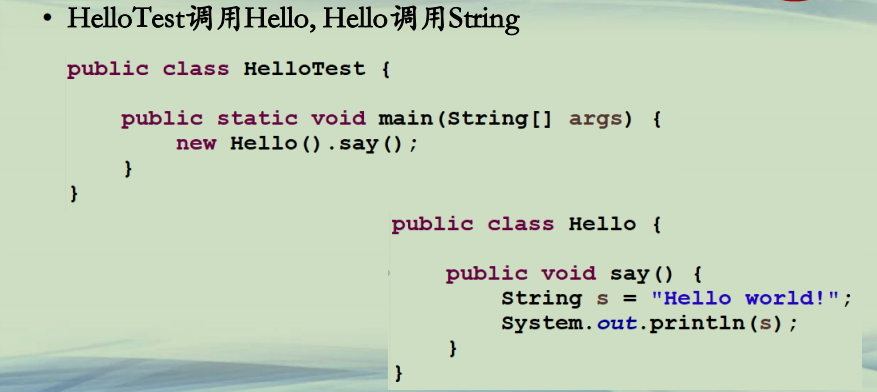 • HelloTest调用Hello, Hello调用String
public class HelloTest {
public static void main(String[] args) {
new Hello().say();
}
}
public class Hello {
public void say() {
String s = "Hello world!";
System.out.println(s);
}
}